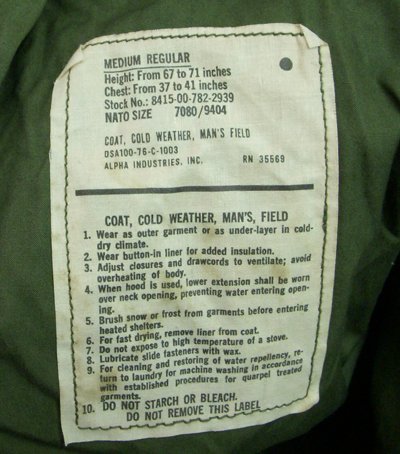 MEDIUM REGULAR
Height: From 67 to 71 inches
Chest: From 37 to 41 inches
Stock No.: 8415-00-782-2939
NATO SIZE 7080/9404
COAT, COLD WEATHER, MAN'S FIELD
DSA100-76-C-1003
ALPHA INDUSTRIES, INC. RN 35569
COAT, COLD WEATHER, MAN'S, FIELD
1. Wear as outer garment or as under-layer in cold-
dry climate.
2. Wear button-in liner for added insulation.
3. Adjust closures and drawcords to ventilate; avoid
overheating of body.
4. When hood is used, lower extension shall be worn
over neck opening, preventing water entering open-
ing.
5. Brush snow or frost from garments before entering
heated shelters.
6. For fast drying, remove liner from coat.
7. Do not expose to high temperature of a stove.
8. Lubricate slide fasteners with wax.
9. For cleaning and restoring of water repellency, re-
turn to laundry for machine washing in accordance
with established procedures for quarpel treated
garments.
10. DO NOT STARCH OR BLEACH.
DO NOT REMOVE THIS LABEL